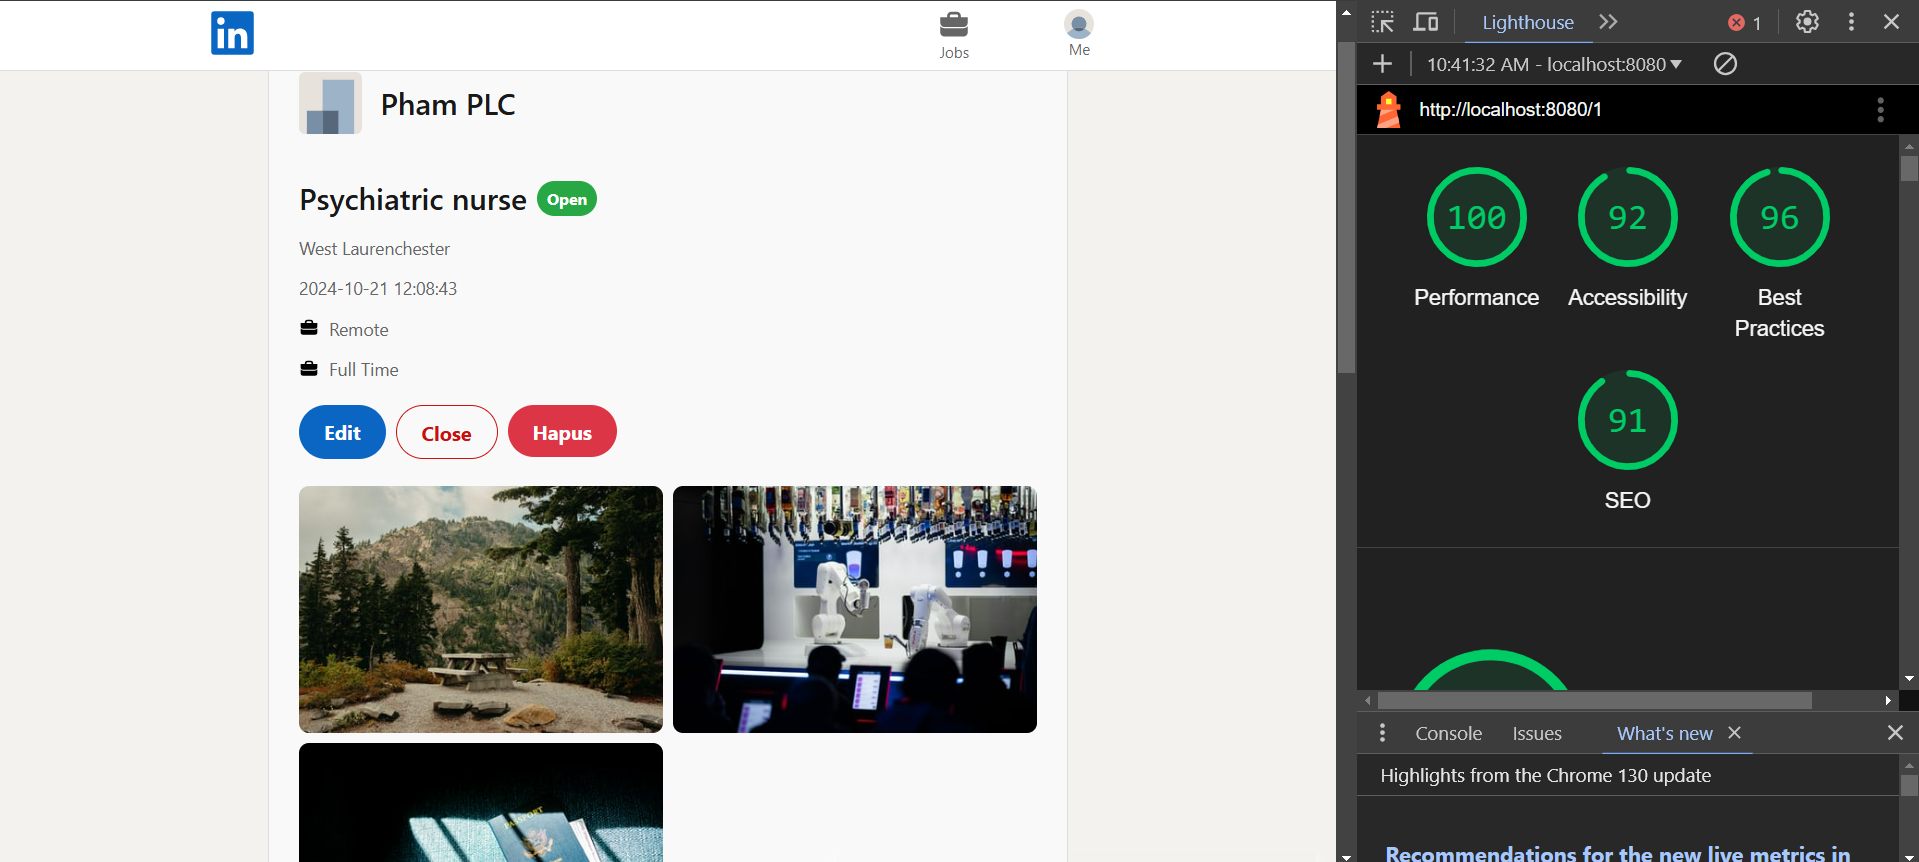 in
Jobs
Me
Pham PLC
Psychiatric nurse Open
West Laurenchester
2024-10-21 12:08:43
Remote
Full Time
Edit Close Hapus
PASSPORT
Lighthouse
1
10:41:32 AM - localhost:8080
http://localhost:8080/1
100 92 96
Performance Accessibility Best
Practices
91
SEO
Console Issues What's new
Highlights from the Chrome 130 update
Recommendations for the new live metrics in